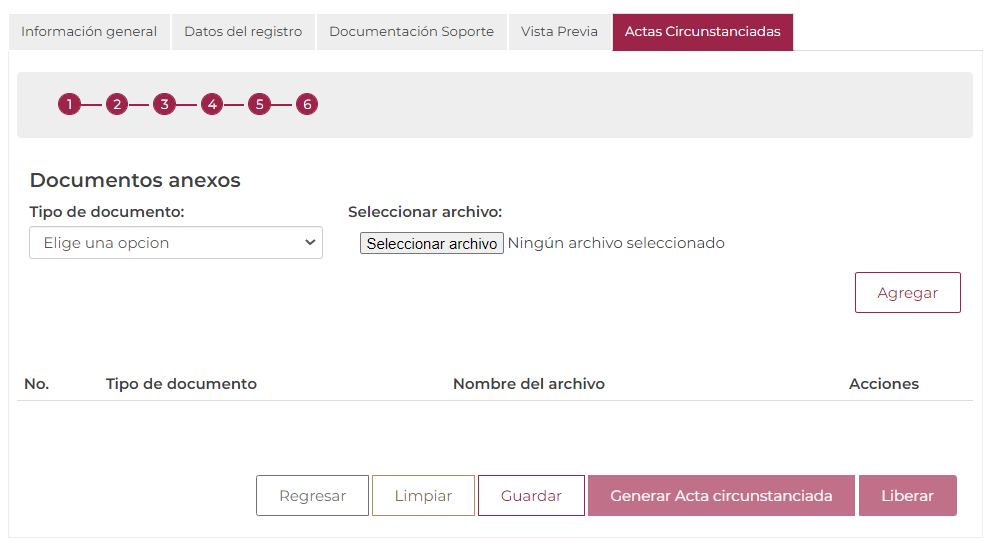 Información general Datos del registro Documentación Soporte Vista Previa Actas Circunstanciadas
1 2 3 4 5 6
Documentos anexos
Tipo de documento: Seleccionar archivo:
Elige una opcion Seleccionar archivo Ningún archivo seleccionado
Agregar
No. Tipo de documento Nombre del archivo Acciones
Regresar Limpiar Guardar Generar Acta circunstanciada Liberar